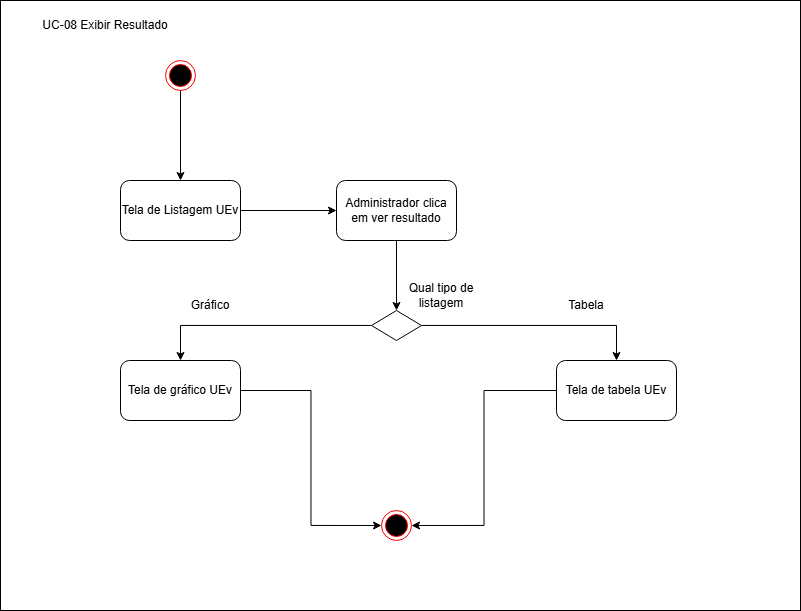 UC-08 Exibir Resultado
Tela de Listagem UEv
Administrador clica
em ver resultado
Qual tipo de
listagem
Gráfico
Tabela
Tela de gráfico UEv
Tela de tabela UEv